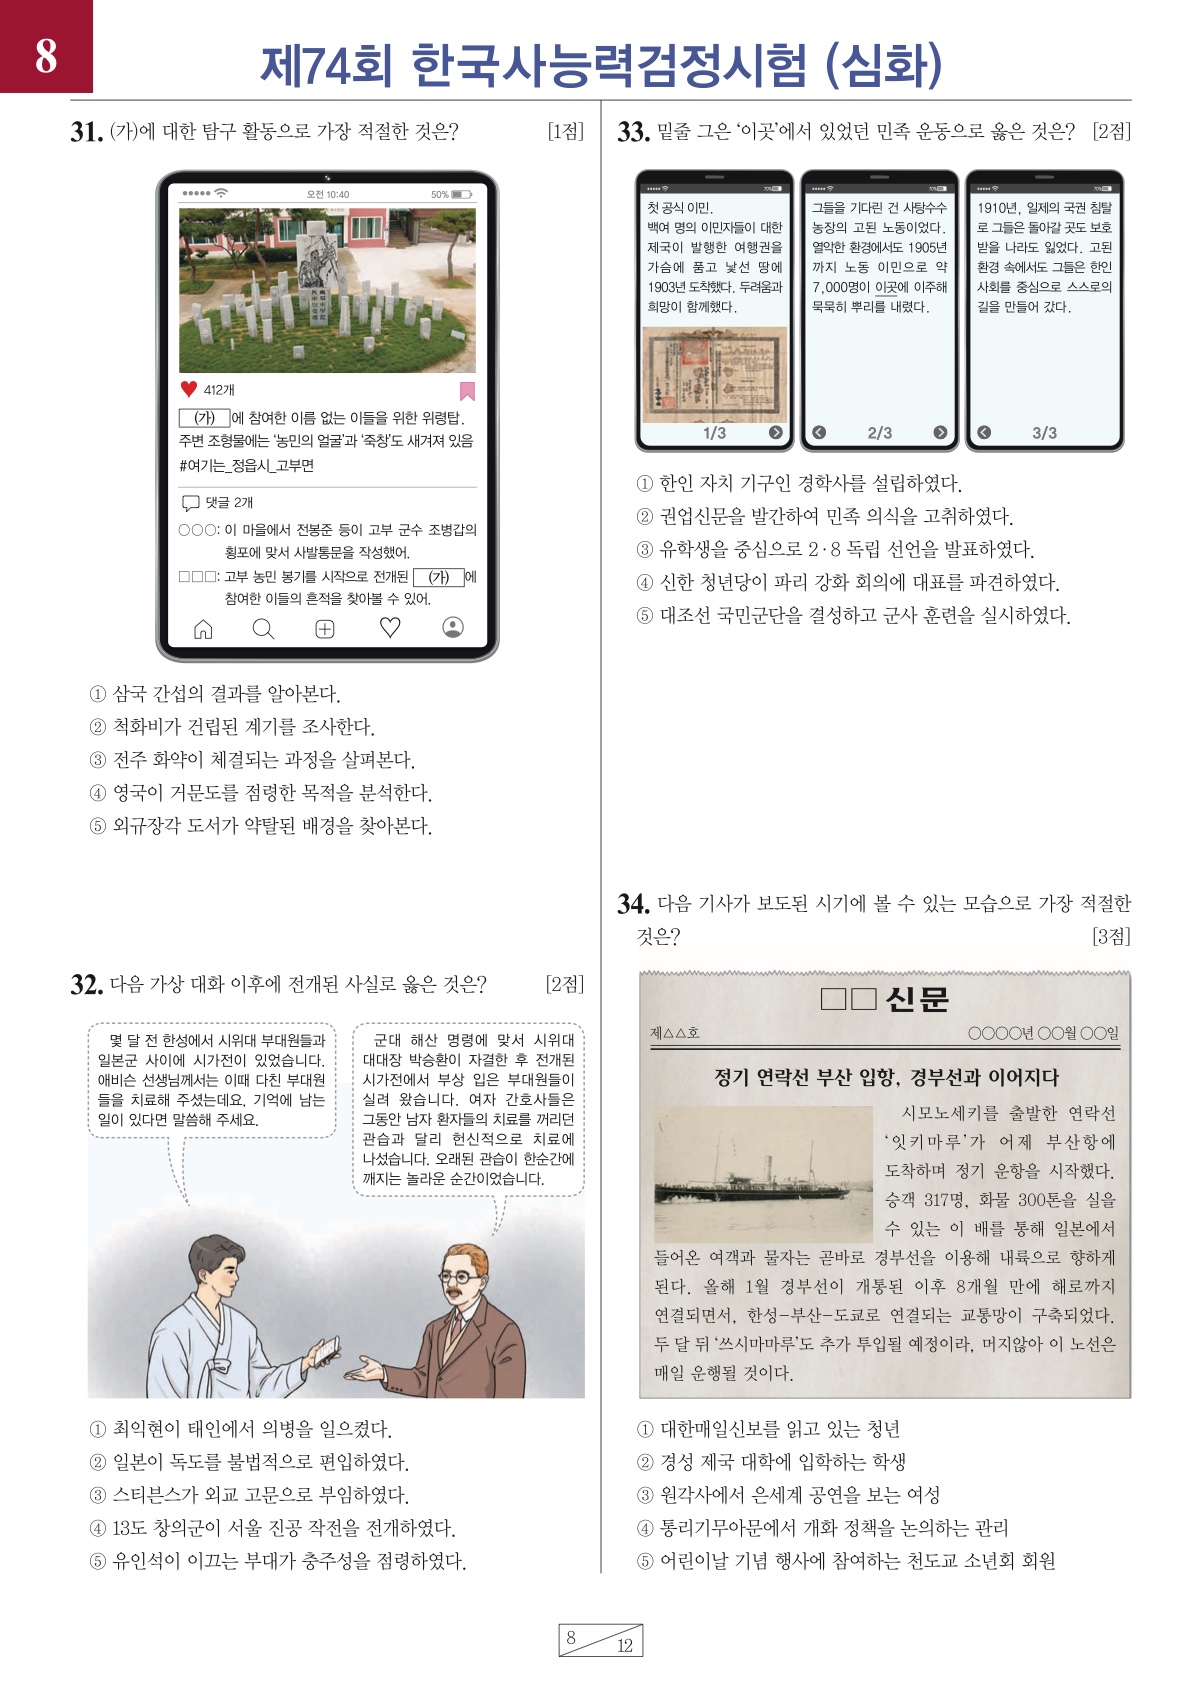 8
제74회 한국사능력검정시험 (심화)
31. (가)에 대한 탐구 활동으로 가장 적절한 것은? [1점]
오전 10:40 50%
412개
(가) 에 참여한 이름 없는 이들을 위한 위령탑.
주변 조형물에는 '농민의 얼굴'과 '죽창'도 새겨져 있음
#여기는_정읍시_고부면
댓글 2개
○○○: 이 마을에서 전봉준 등이 고부 군수 조병갑의
횡포에 맞서 사발통문을 작성했어.
□□□: 고부 농민 봉기를 시작으로 전개된 (가) 에
참여한 이들의 흔적을 찾아볼 수 있어.
① 삼국 간섭의 결과를 알아본다.
② 척화비가 건립된 계기를 조사한다.
③ 전주 화약이 체결되는 과정을 살펴본다.
④ 영국이 거문도를 점령한 목적을 분석한다.
⑤ 외규장각 도서가 약탈된 배경을 찾아본다.
32. 다음 가상 대화 이후에 전개된 사실로 옳은 것은? [2점]
몇 달 전 한성에서 시위대 부대원들과
일본군 사이에 시가전이 있었습니다.
애비슨 선생님께서는 이때 다친 부대원
들을 치료해 주셨는데요, 기억에 남는
일이 있다면 말씀해 주세요.
군대 해산 명령에 맞서 시위대
대대장 박승환이 자결한 후 전개된
시가전에서 부상 입은 부대원들이
실려 왔습니다. 여자 간호사들은
그동안 남자 환자들의 치료를 꺼리던
관습과 달리 헌신적으로 치료에
나섰습니다. 오래된 관습이 한순간에
깨지는 놀라운 순간이었습니다.
① 최익현이 태인에서 의병을 일으켰다.
② 일본이 독도를 불법적으로 편입하였다.
③ 스티븐스가 외교 고문으로 부임하였다.
④ 13도 창의군이 서울 진공 작전을 전개하였다.
⑤ 유인석이 이끄는 부대가 충주성을 점령하였다.
33. 밑줄 그은 '이곳'에서 있었던 민족 운동으로 옳은 것은? [2점]
70%
첫 공식 이민.
백여 명의 이민자들이 대한
제국이 발행한 여행권을
가슴에 품고 낯선 땅에
1903년 도착했다. 두려움과
희망이 함께했다.
1/3
70%
그들을 기다린 건 사탕수수
농장의 고된 노동이었다.
열악한 환경에서도 1905년
까지 노동 이민으로 약
7,000명이 이곳에 이주해
묵묵히 뿌리를 내렸다.
2/3
70%
1910년, 일제의 국권 침탈
로 그들은 돌아갈 곳도 보호
받을 나라도 잃었다. 고된
환경 속에서도 그들은 한인
사회를 중심으로 스스로의
길을 만들어 갔다.
3/3
① 한인 자치 기구인 경학사를 설립하였다.
② 권업신문을 발간하여 민족 의식을 고취하였다.
③ 유학생을 중심으로 2·8 독립 선언을 발표하였다.
④ 신한 청년당이 파리 강화 회의에 대표를 파견하였다.
⑤ 대조선 국민군단을 결성하고 군사 훈련을 실시하였다.
34. 다음 기사가 보도된 시기에 볼 수 있는 모습으로 가장 적절한
것은? [3점]
□□ 신문
제△△호 ○○○○년 ○○월 ○○일
정기 연락선 부산 입항, 경부선과 이어지다
시모노세키를 출발한 연락선
'잇키마루'가 어제 부산항에
도착하며 정기 운항을 시작했다.
승객 317명, 화물 300톤을 실을
수 있는 이 배를 통해 일본에서
들어온 여객과 물자는 곧바로 경부선을 이용해 내륙으로 향하게
된다. 올해 1월 경부선이 개통된 이후 8개월 만에 해로까지
연결되면서, 한성-부산-도쿄로 연결되는 교통망이 구축되었다.
두 달 뒤 '쓰시마마루'도 추가 투입될 예정이라, 머지않아 이 노선은
매일 운행될 것이다.
① 대한매일신보를 읽고 있는 청년
② 경성 제국 대학에 입학하는 학생
③ 원각사에서 은세계 공연을 보는 여성
④ 통리기무아문에서 개화 정책을 논의하는 관리
⑤ 어린이날 기념 행사에 참여하는 천도교 소년회 회원
8
12